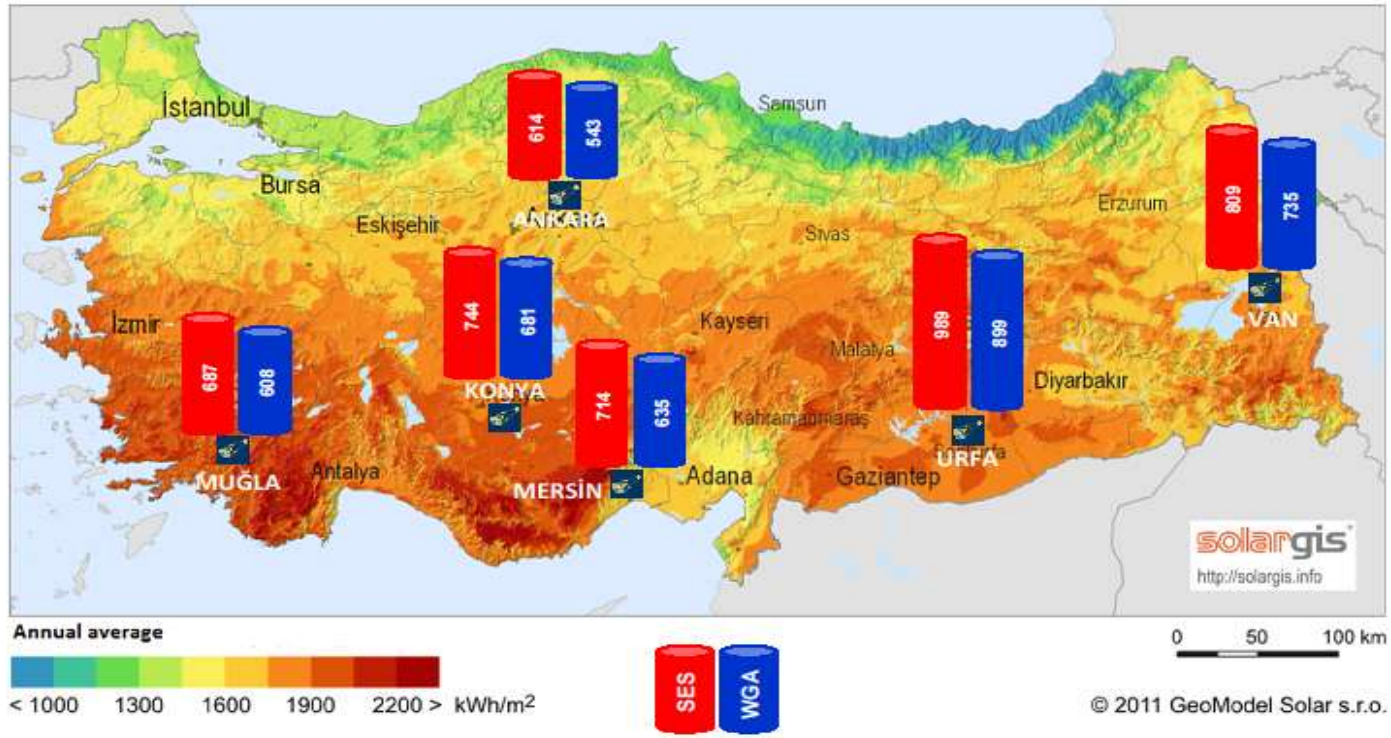 İstanbul
Samsun
Bursa
614
543
ANKARA
Eskişehir
Sivas
Erzurum
809
735
VAN
İzmir
687
608
MUĞLA
744
681
KONYA
Kayseri
Malatya
989
899
Diyarbakır
714
635
MERSİN
Kahramanmaraş
URFA
Antalya
Adana
Gaziantep
solargis
http://solargis.info
Annual average
< 1000 1300 1600 1900 2200 > kWh/m²
SES
WGA
0 50 100 km
© 2011 GeoModel Solar s.r.o.